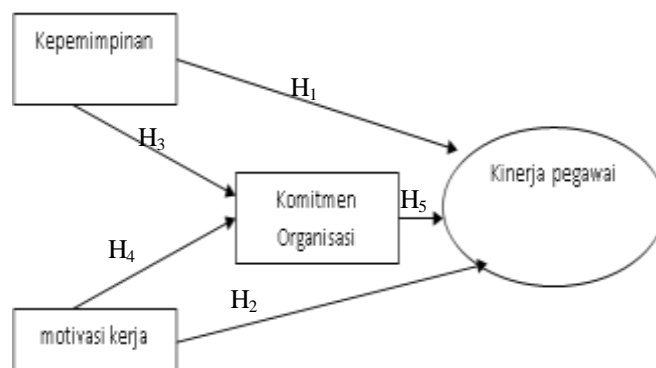 Kepemimpinan
H₁
H₃
Kinerja pegawai
Komitmen
Organisasi
H₅
H₄
H₂
motivasi kerja